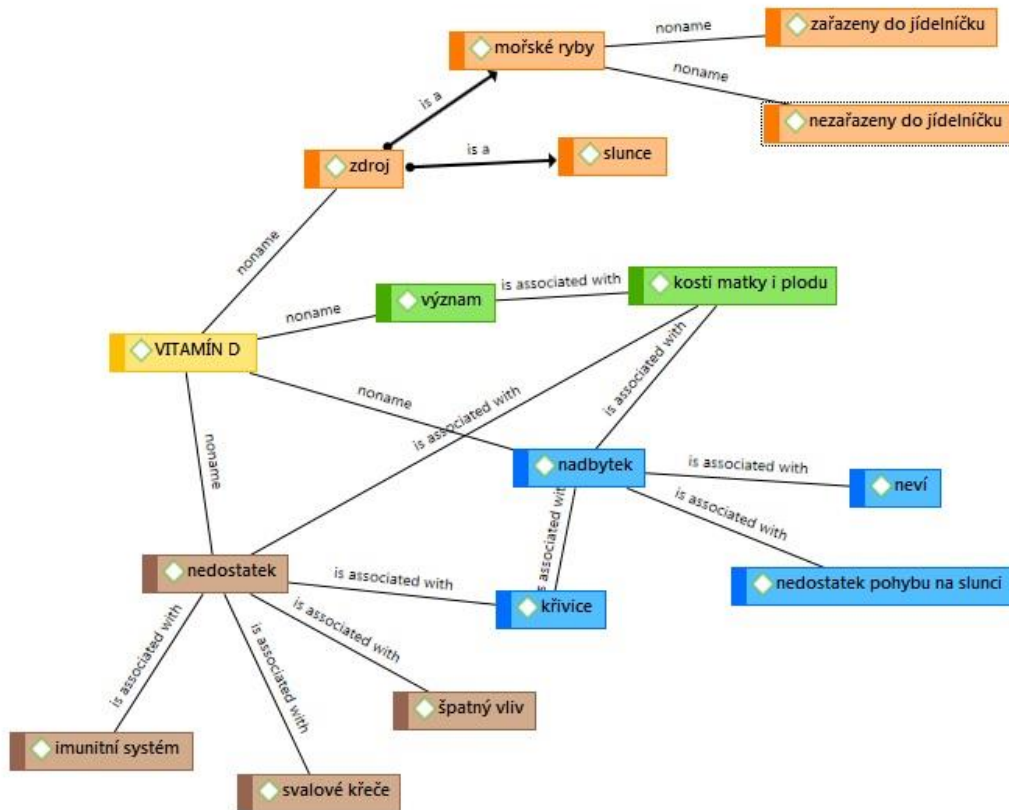 mořské ryby
noname
zařazeny do jídelníčku
noname
nezařazeny do jídelníčku
is a
zdroj
is a
slunce
noname
význam
is associated with
kosti matky i plodu
noname
VITAMÍN D
noname
is associated with
is associated with
noname
nadbytek
is associated with
neví
is associated with
is associated with
nedostatek pohybu na slunci
nedostatek
is associated with
křivice
is associated with
is associated with
is associated with
špatný vliv
imunitní systém
svalové křeče